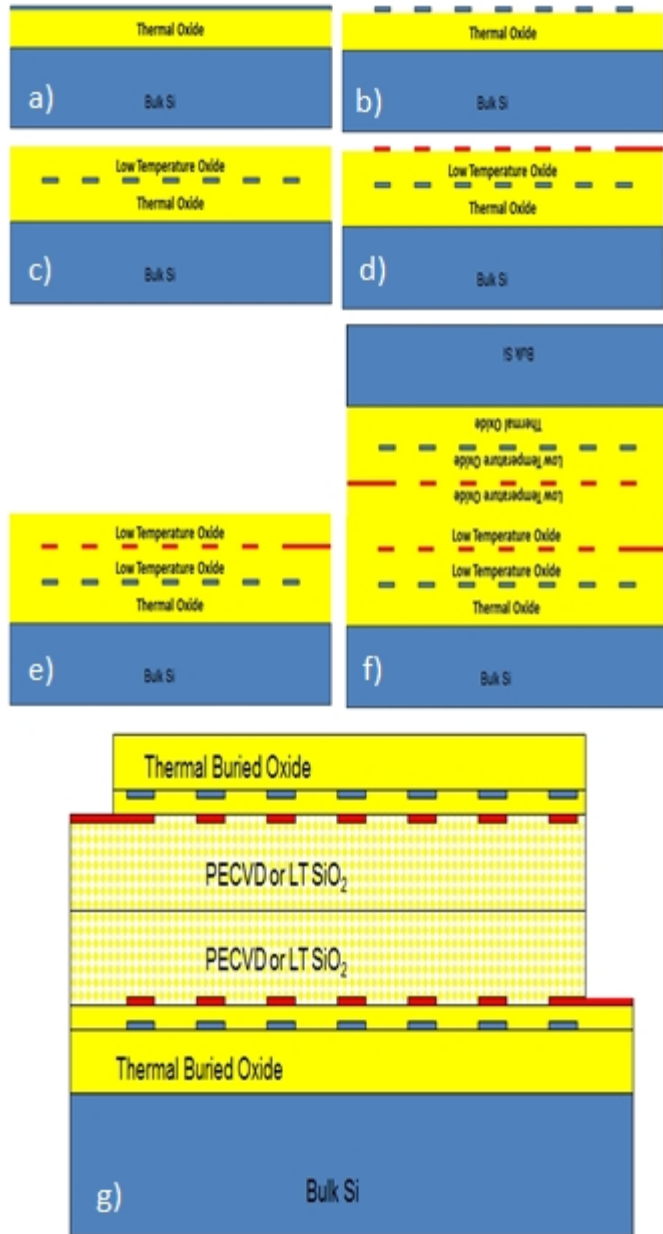 Thermal Oxide
a)
Bulk Si
Thermal Oxide
b)
Bulk Si
Low Temperature Oxide
Thermal Oxide
c)
Bulk Si
Low Temperature Oxide
Thermal Oxide
d)
Bulk Si
Low Temperature Oxide
Low Temperature Oxide
Thermal Oxide
e)
Bulk Si
Bulk Si
Thermal Oxide
Low Temperature Oxide
Low Temperature Oxide
Low Temperature Oxide
Low Temperature Oxide
Thermal Oxide
f)
Bulk Si
Thermal Buried Oxide
PECVD or LT SiO₂
PECVD or LT SiO₂
Thermal Buried Oxide
g)
Bulk Si